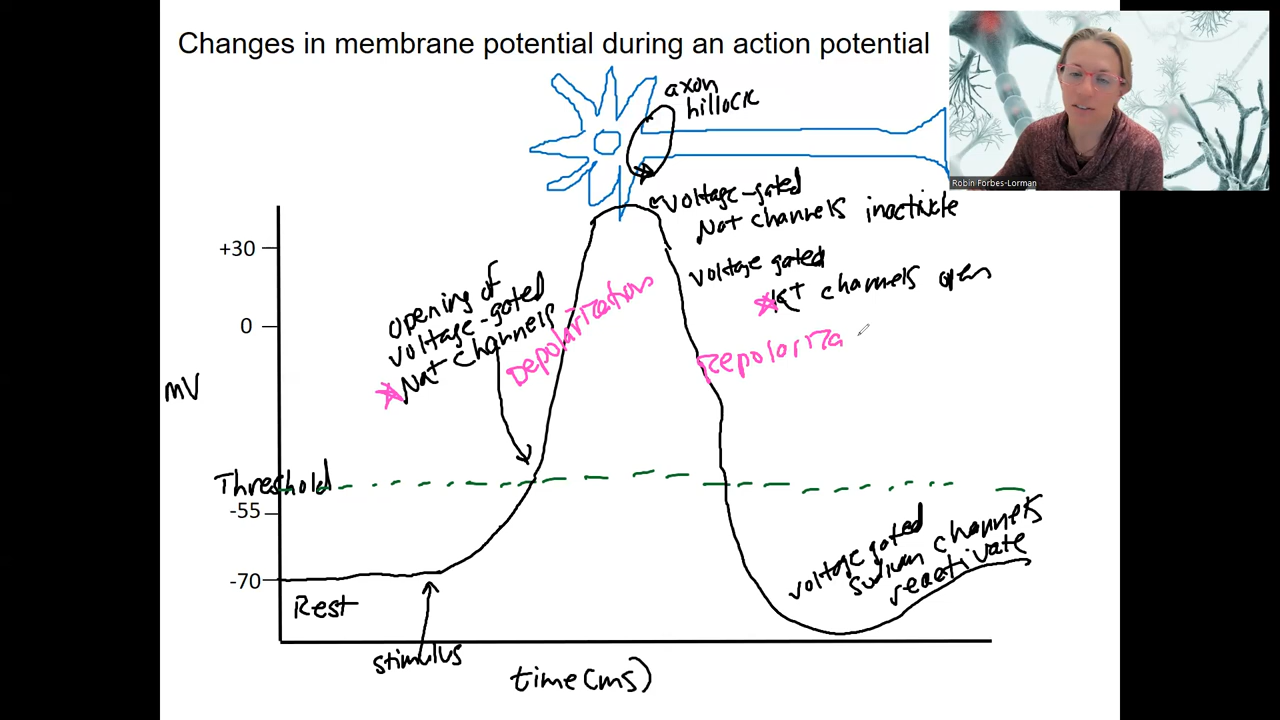 Changes in membrane potential during an action potential
Robin Forbes-Lorman
axon
hillock
voltage-gated
Na+ channels inactivate
voltage gated
K+ channels open
+30
0
mV
opening of
voltage-gated
Na+ channels
Depolarization
Repolariza
Threshold
-55
-70
Rest
stimulus
voltage gated
sodium channels
reactivate
time (ms)